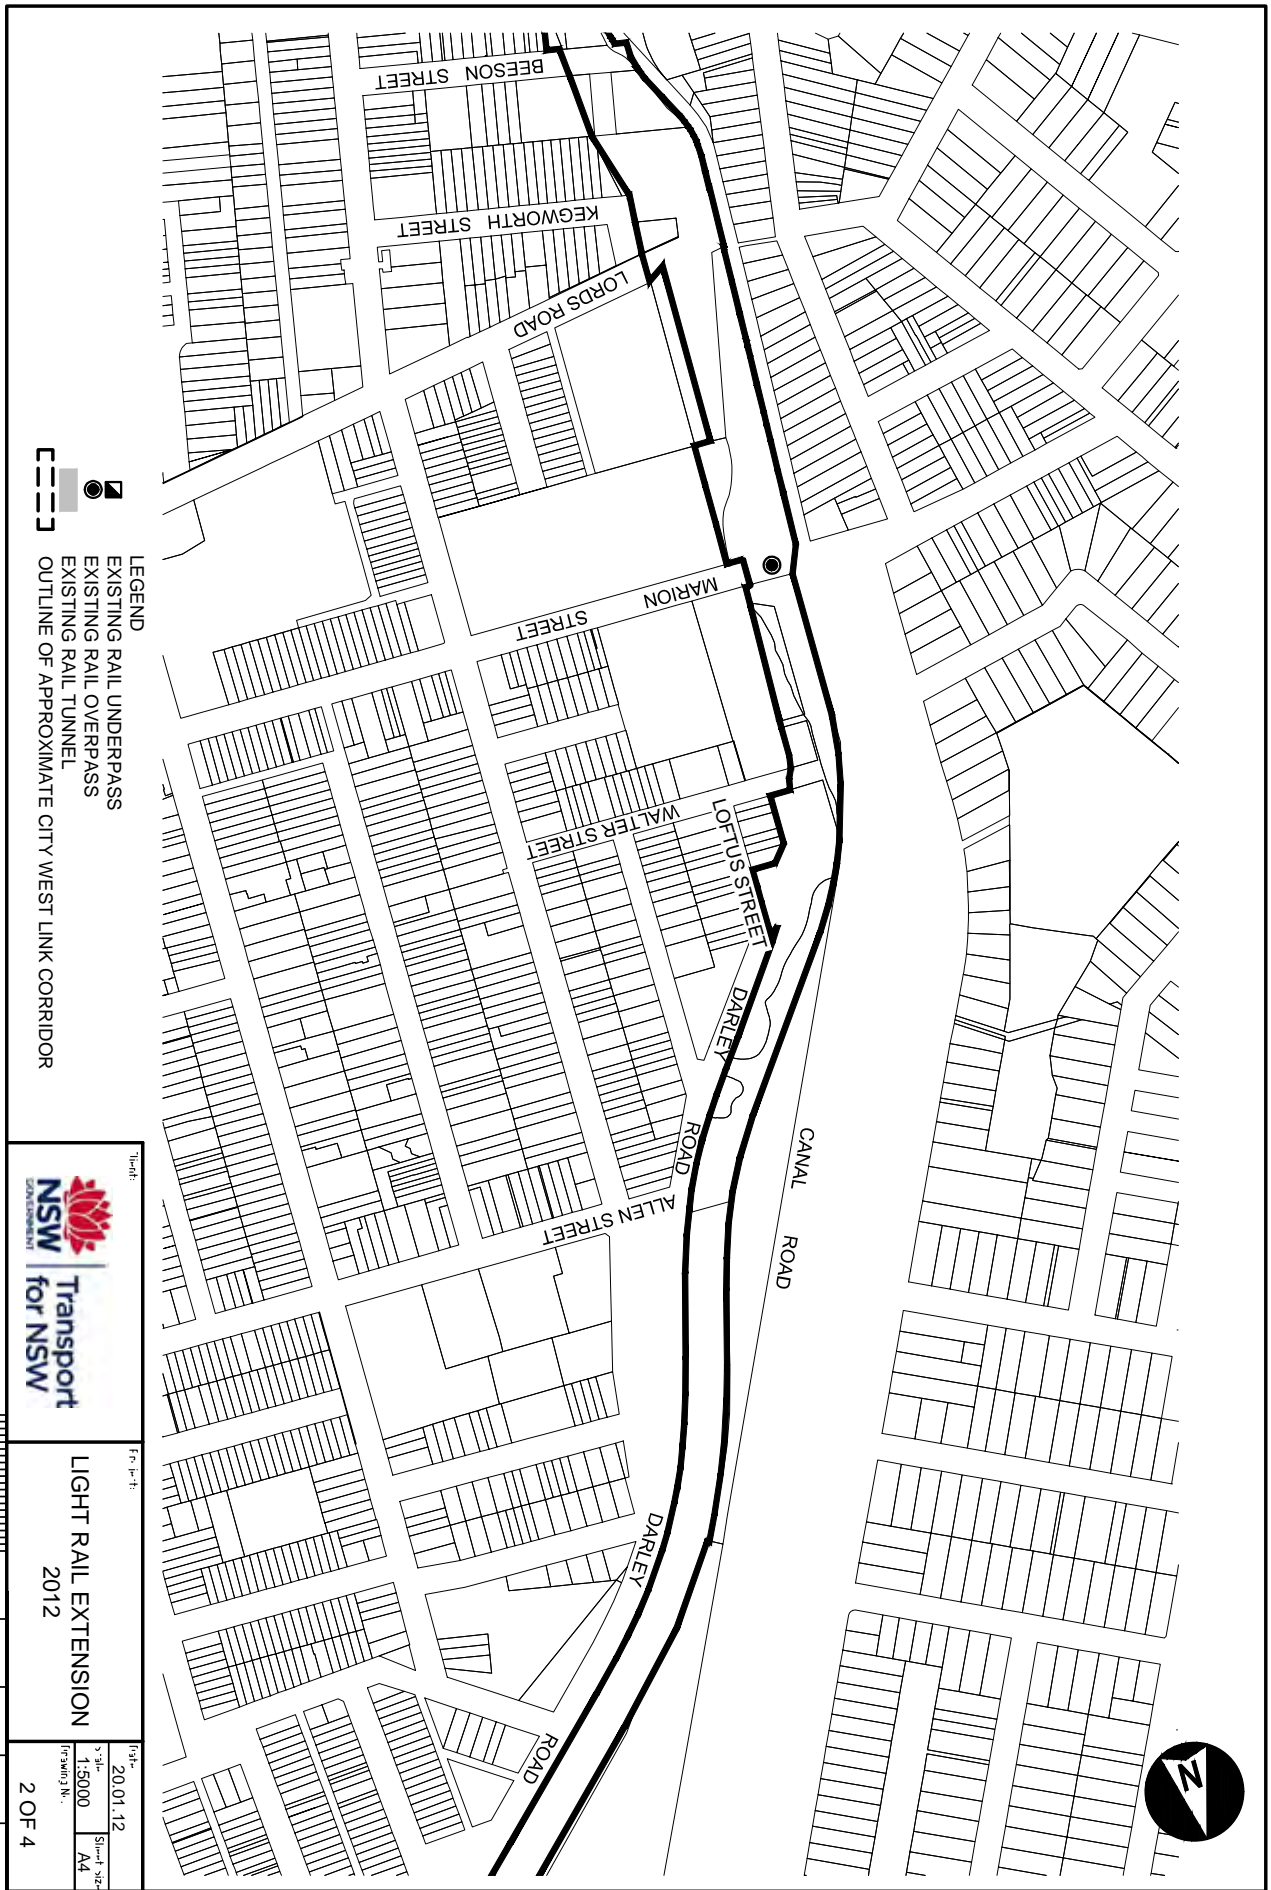 BEESON STREET
KEGWORTH STREET
LORDS ROAD
MARION STREET
WALTER STREET
LOFTUS STREET
DARLEY ROAD
ALLEN STREET
CANAL ROAD
DARLEY ROAD
N
LEGEND
EXISTING RAIL UNDERPASS
EXISTING RAIL OVERPASS
EXISTING RAIL TUNNEL
OUTLINE OF APPROXIMATE CITY WEST LINK CORRIDOR
NSW
GOVERNMENT
Transport
for NSW
LIGHT RAIL EXTENSION
2012
20.01.12
1:5000
A4
2 OF 4